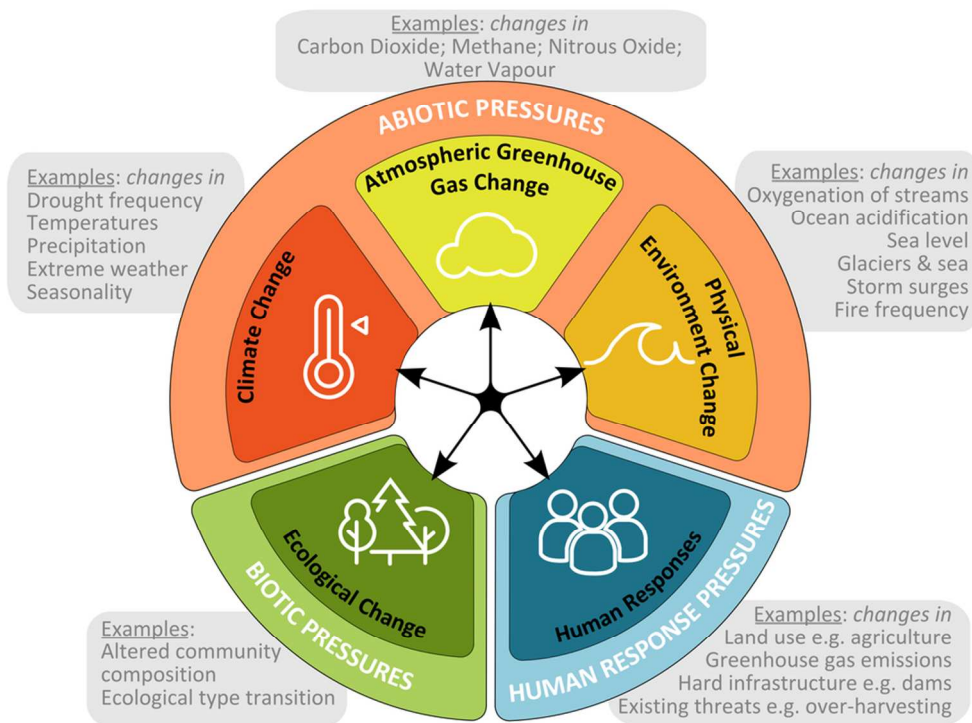 Examples: changes in
Carbon Dioxide; Methane; Nitrous Oxide;
Water Vapour
ABIOTIC PRESSURES
Atmospheric Greenhouse
Gas Change
Examples: changes in
Drought frequency
Temperatures
Precipitation
Extreme weather
Seasonality
Climate Change
Examples: changes in
Oxygenation of streams
Ocean acidification
Sea level
Glaciers & sea
Storm surges
Fire frequency
Physical
Environment Change
Ecological Change
BIOTIC PRESSURES
Examples:
Altered community
composition
Ecological type transition
Human Responses
HUMAN RESPONSE PRESSURES
Examples: changes in
Land use e.g. agriculture
Greenhouse gas emissions
Hard infrastructure e.g. dams
Existing threats e.g. over-harvesting